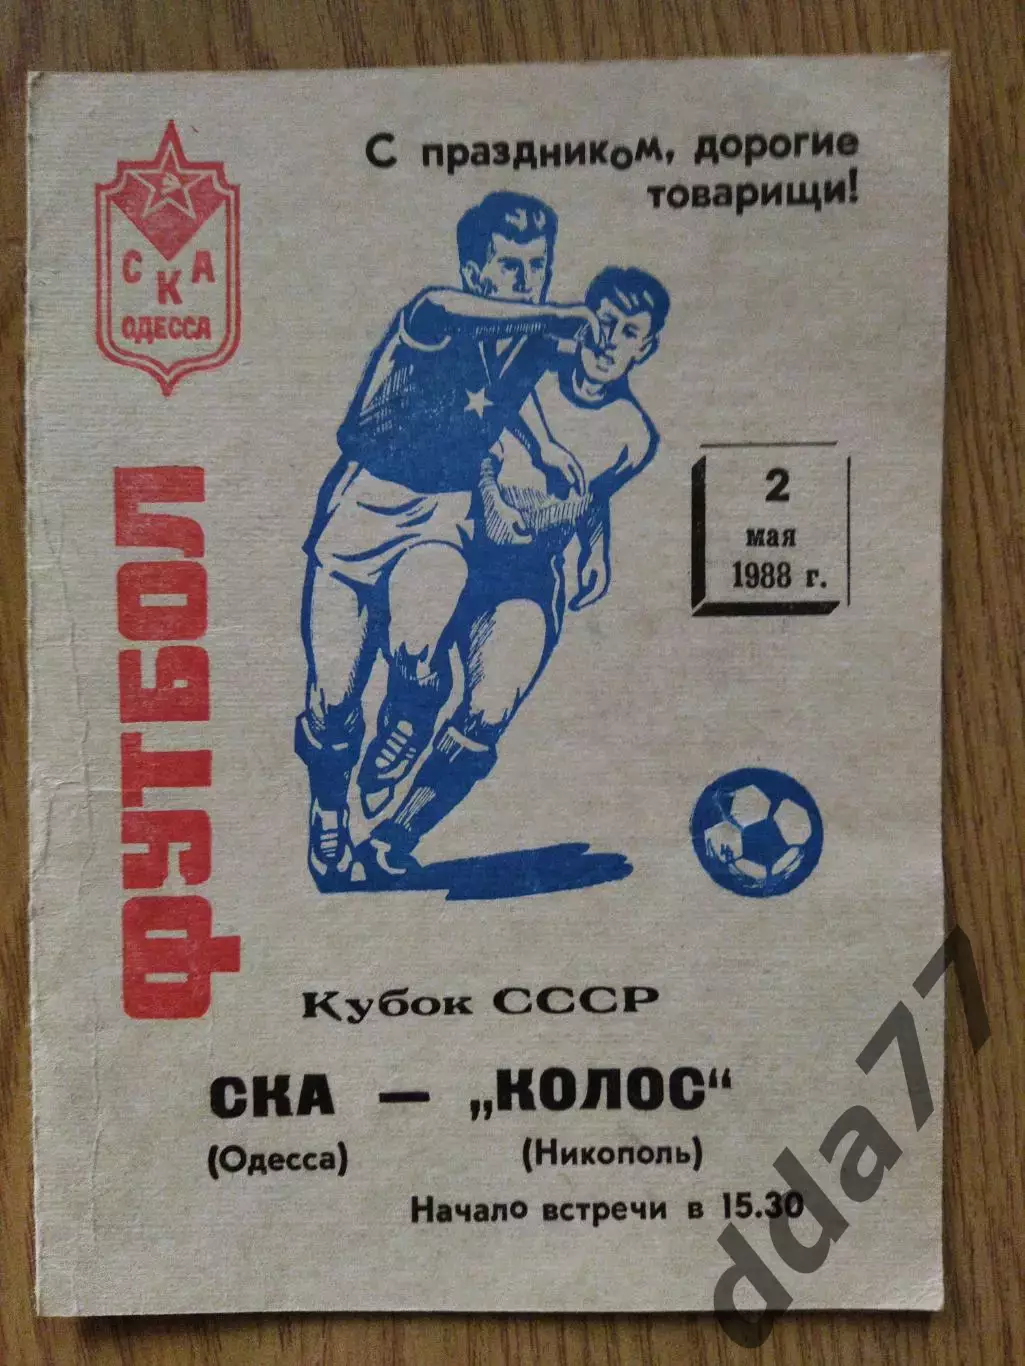 С праздником, дорогие
товарищи!
СКА
ОДЕССА
ФУТБОЛ
2
мая
1988 г.
Кубок СССР
СКА — „КОЛОС“
(Одесса) (Никополь)
Начало встречи в 15.30
dda77